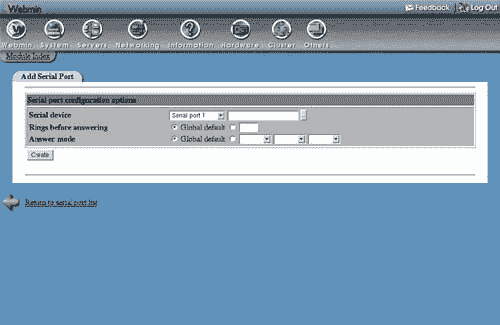 Webmin
Feedback Log Out
Webmin System Servers Networking Information Hardware Cluster Others
Module Index
Add Serial Port
Serial port configuration options
Serial device Serial port 1 ...
Rings before answering Global default
Answer mode Global default
Create
Return to serial port list